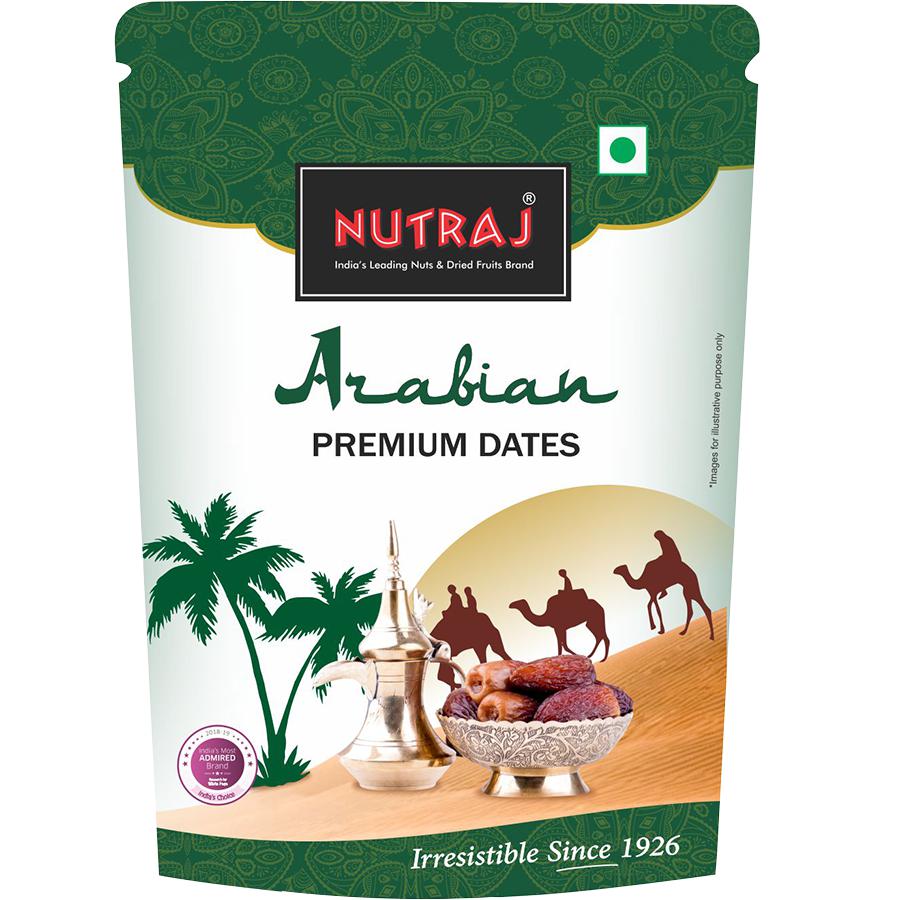 NUTRAJ®
India's Leading Nuts & Dried Fruits Brand
Arabian
PREMIUM DATES
*Images for illustrative purpose only
2018-19
India's Most
ADMIRED
Brand
India's Choice
Irresistible Since 1926